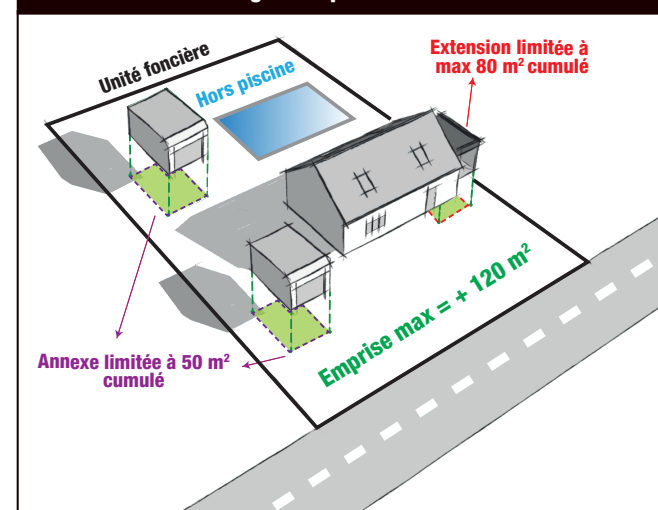 Unité foncière
Hors piscine
Extension limitée à
max 80 m² cumulé
Emprise max = + 120 m²
Annexe limitée à 50 m²
cumulé